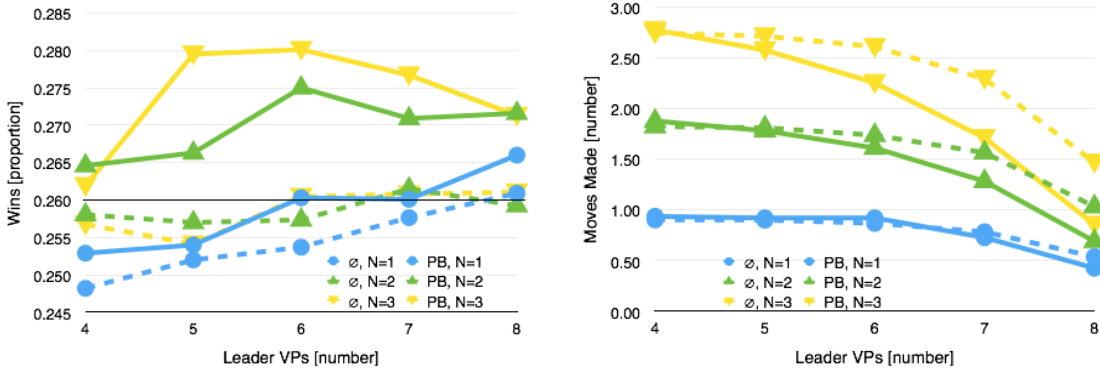 0.285
0.280
0.275
0.270
0.265
0.260
0.255
0.250
0.245
Wins [proportion]
4 5 6 7 8
Leader VPs [number]
∅, N=1 PB, N=1
∅, N=2 PB, N=2
∅, N=3 PB, N=3
3.00
2.50
2.00
1.50
1.00
0.50
0.00
Moves Made [number]
4 5 6 7 8
Leader VPs [number]
∅, N=1 PB, N=1
∅, N=2 PB, N=2
∅, N=3 PB, N=3